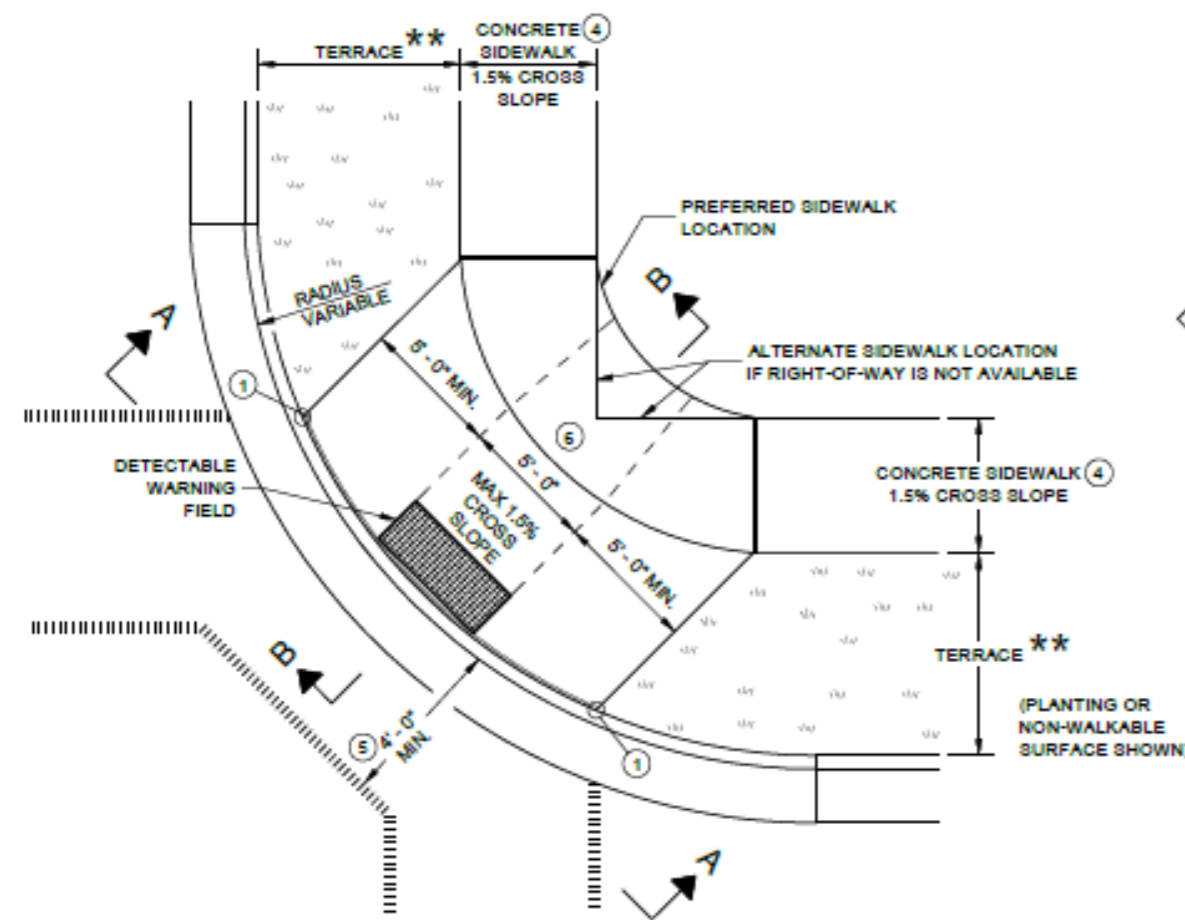 TERRACE **
CONCRETE 4
SIDEWALK
1.5% CROSS
SLOPE
PREFERRED SIDEWALK
LOCATION
B
RADIUS
VARIABLE
A
ALTERNATE SIDEWALK LOCATION
IF RIGHT-OF-WAY IS NOT AVAILABLE
1
6'-0" MIN.
6
DETECTABLE
WARNING
FIELD
5'-0"
MAX 1.5%
CROSS
SLOPE
CONCRETE SIDEWALK 4
1.5% CROSS SLOPE
5'-0" MIN.
B
TERRACE **
(PLANTING OR
NON-WALKABLE
SURFACE SHOWN)
5 4'-0"
MIN.
1
A